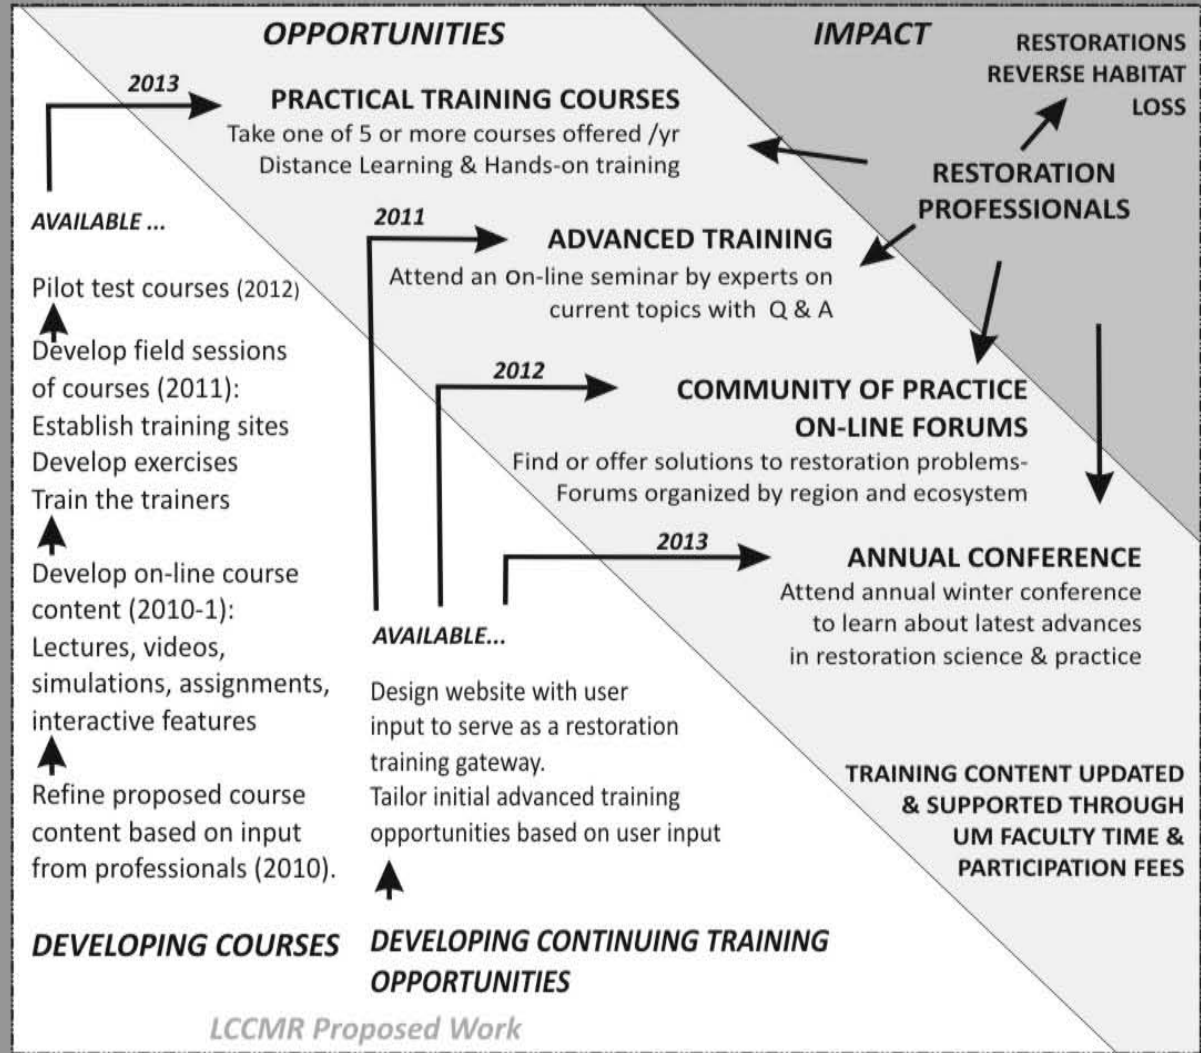 OPPORTUNITIES
IMPACT
RESTORATIONS
REVERSE HABITAT
LOSS
RESTORATION
PROFESSIONALS
2013
PRACTICAL TRAINING COURSES
Take one of 5 or more courses offered /yr
Distance Learning & Hands-on training
2011
ADVANCED TRAINING
Attend an On-line seminar by experts on
current topics with Q & A
2012
COMMUNITY OF PRACTICE
ON-LINE FORUMS
Find or offer solutions to restoration problems-
Forums organized by region and ecosystem
2013
ANNUAL CONFERENCE
Attend annual winter conference
to learn about latest advances
in restoration science & practice
TRAINING CONTENT UPDATED
& SUPPORTED THROUGH
UM FACULTY TIME &
PARTICIPATION FEES
AVAILABLE ...
Pilot test courses (2012)
Develop field sessions
of courses (2011):
Establish training sites
Develop exercises
Train the trainers
Develop on-line course
content (2010-1):
Lectures, videos,
simulations, assignments,
interactive features
Refine proposed course
content based on input
from professionals (2010).
DEVELOPING COURSES
AVAILABLE...
Design website with user
input to serve as a restoration
training gateway.
Tailor initial advanced training
opportunities based on user input
DEVELOPING CONTINUING TRAINING
OPPORTUNITIES
LCCMR Proposed Work